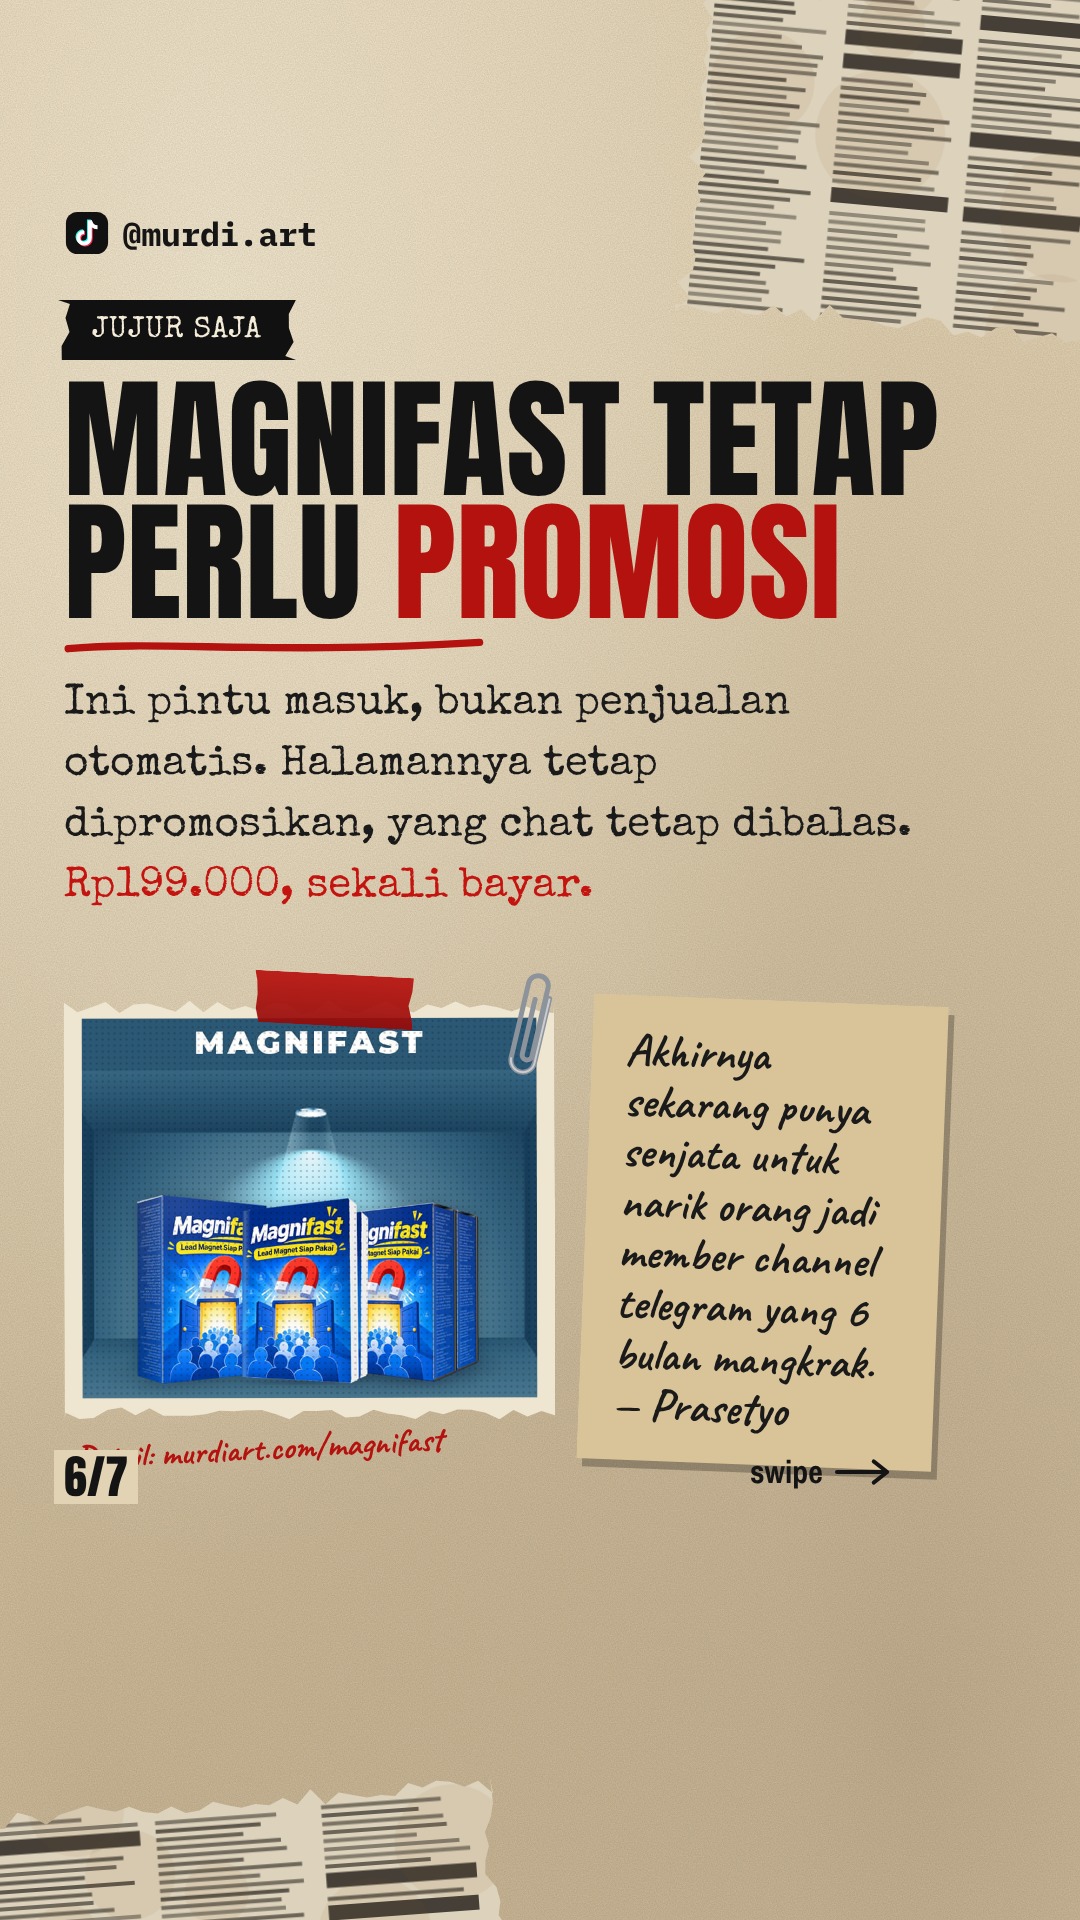 @murdi.art
JUJUR SAJA
MAGNIFAST TETAP
PERLU PROMOSI
Ini pintu masuk, bukan penjualan
otomatis. Halamannya tetap
dipromosikan, yang chat tetap dibalas.
Rp199.000, sekali bayar.
MAGNIFAST
Magnifast
Lead Magnet Siap Pakai
Akhirnya
sekarang punya
senjata untuk
narik orang jadi
member channel
telegram yang 6
bulan mangkrak.
— Prasetyo
murdiart.com/magnifast
6/7
swipe